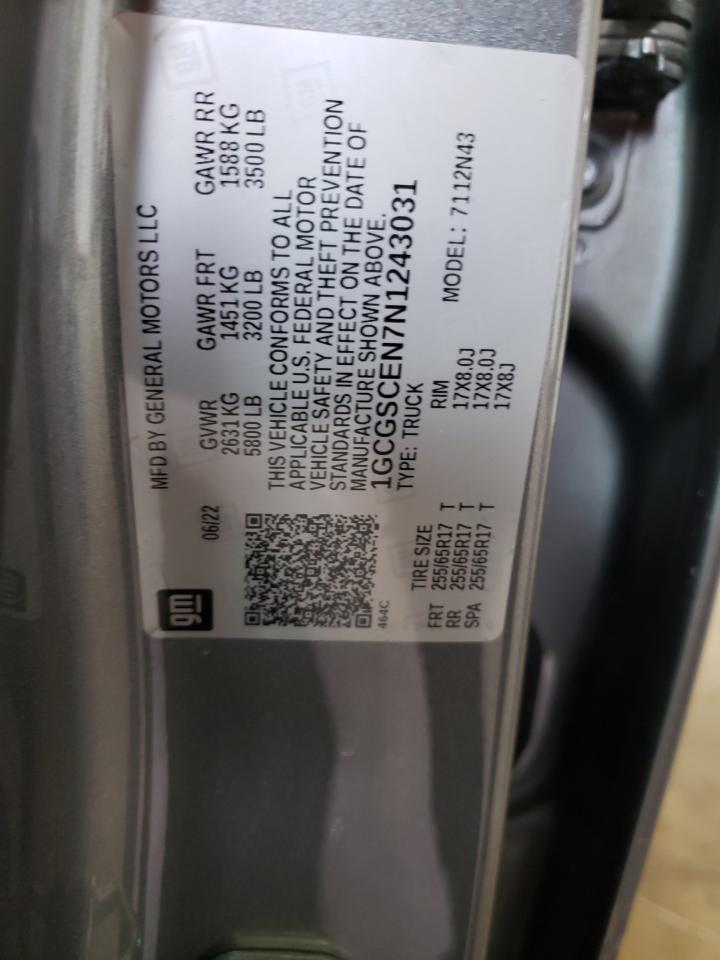 gm
MFD BY GENERAL MOTORS LLC
06/22
GVWR GAWR FRT GAWR RR
2631 KG 1451 KG 1588 KG
5800 LB 3200 LB 3500 LB
THIS VEHICLE CONFORMS TO ALL
APPLICABLE U.S. FEDERAL MOTOR
VEHICLE SAFETY AND THEFT PREVENTION
STANDARDS IN EFFECT ON THE DATE OF
MANUFACTURE SHOWN ABOVE.
1GCGSCEN7N1243031
TYPE: TRUCK
464C
MODEL: 7112N43
TIRE SIZE RIM
FRT 255/65R17 T 17X8.0J
RR 255/65R17 T 17X8.0J
SPA 255/65R17 T 17X8J